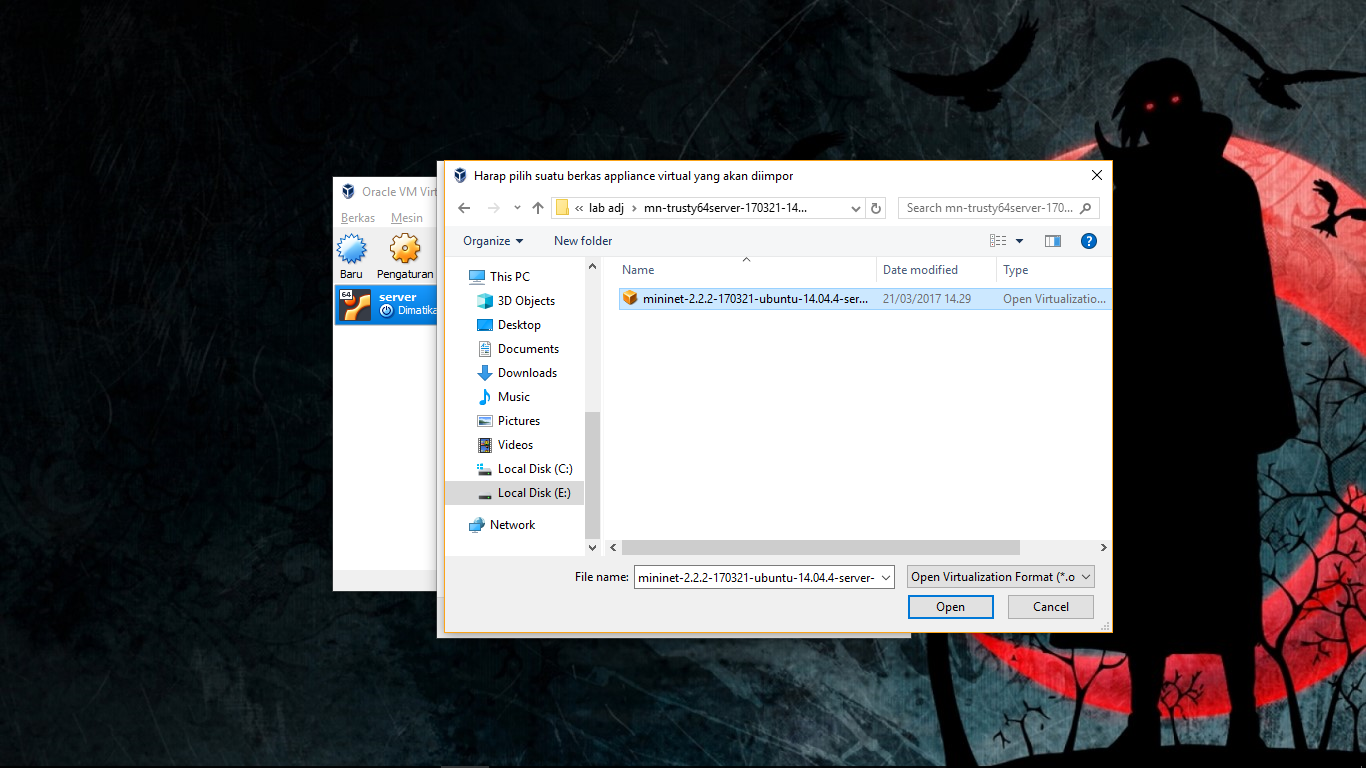 Oracle VM Virt
Berkas Mesin
Baru Pengaturan
64 server
Dimatika
Harap pilih suatu berkas appliance virtual yang akan diimpor
« lab adj › mn-trusty64server-170321-14...
Search mn-trusty64server-170...
Organize New folder
?
Name Date modified Type
This PC
3D Objects
Desktop
Documents
Downloads
Music
Pictures
Videos
Local Disk (C:)
Local Disk (E:)
Network
mininet-2.2.2-170321-ubuntu-14.04.4-ser... 21/03/2017 14.29 Open Virtualizatio...
File name: mininet-2.2.2-170321-ubuntu-14.04.4-server- Open Virtualization Format (*.o
Open Cancel